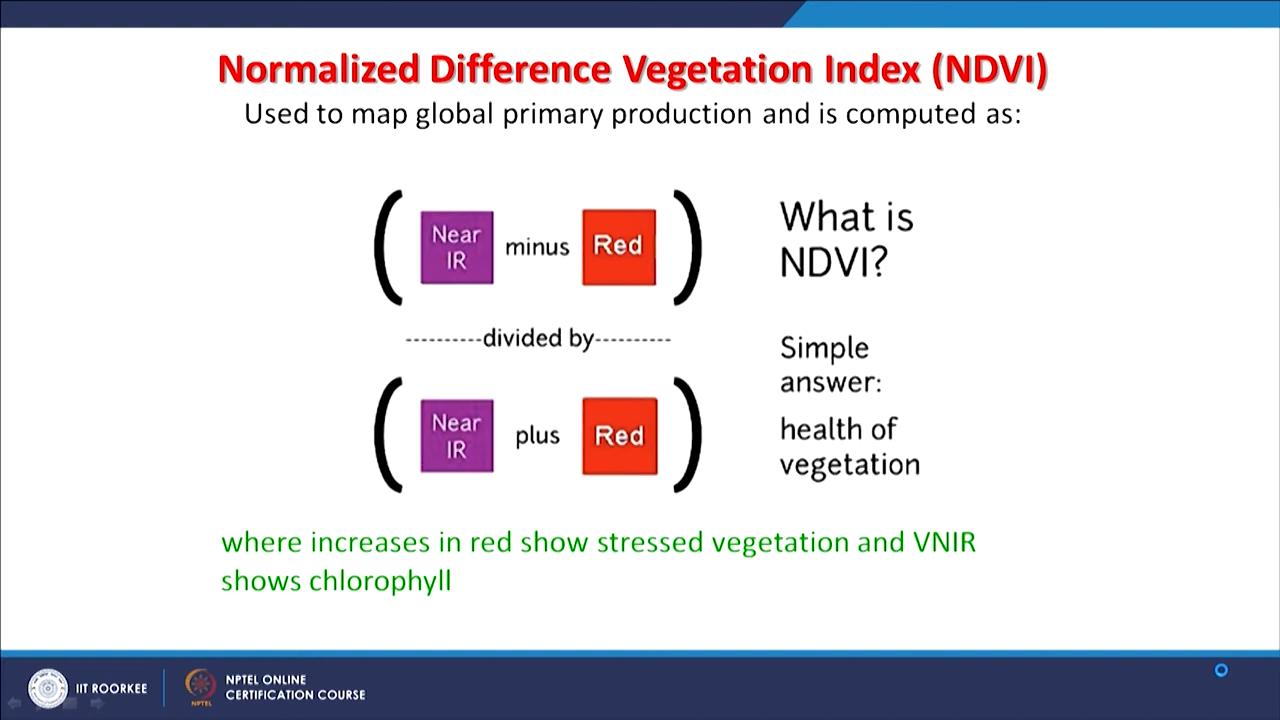 Normalized Difference Vegetation Index (NDVI)
Used to map global primary production and is computed as:
( Near IR minus Red )
----------divided by----------
( Near IR plus Red )
What is
NDVI?
Simple
answer:
health of
vegetation
where increases in red show stressed vegetation and VNIR
shows chlorophyll
IIT ROORKEE
NPTEL
NPTEL ONLINE
CERTIFICATION COURSE